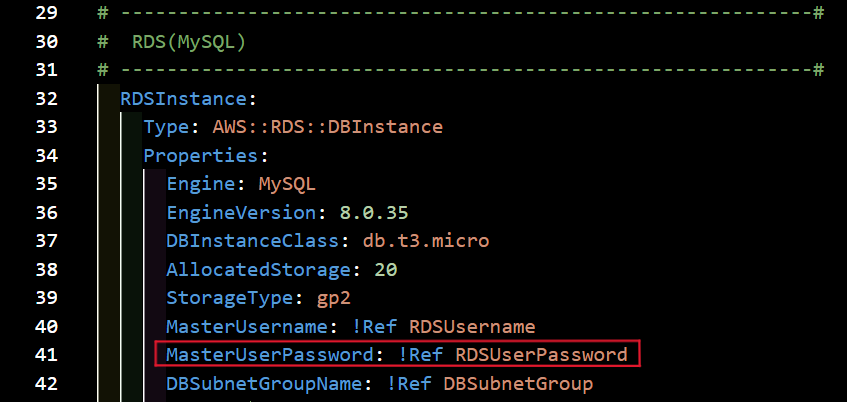 29 # ------------------------------------------------------------#
30 #  RDS(MySQL)
31 # ------------------------------------------------------------#
32   RDSInstance:
33     Type: AWS::RDS::DBInstance
34     Properties:
35       Engine: MySQL
36       EngineVersion: 8.0.35
37       DBInstanceClass: db.t3.micro
38       AllocatedStorage: 20
39       StorageType: gp2
40       MasterUsername: !Ref RDSUsername
41       MasterUserPassword: !Ref RDSUserPassword
42       DBSubnetGroupName: !Ref DBSubnetGroup